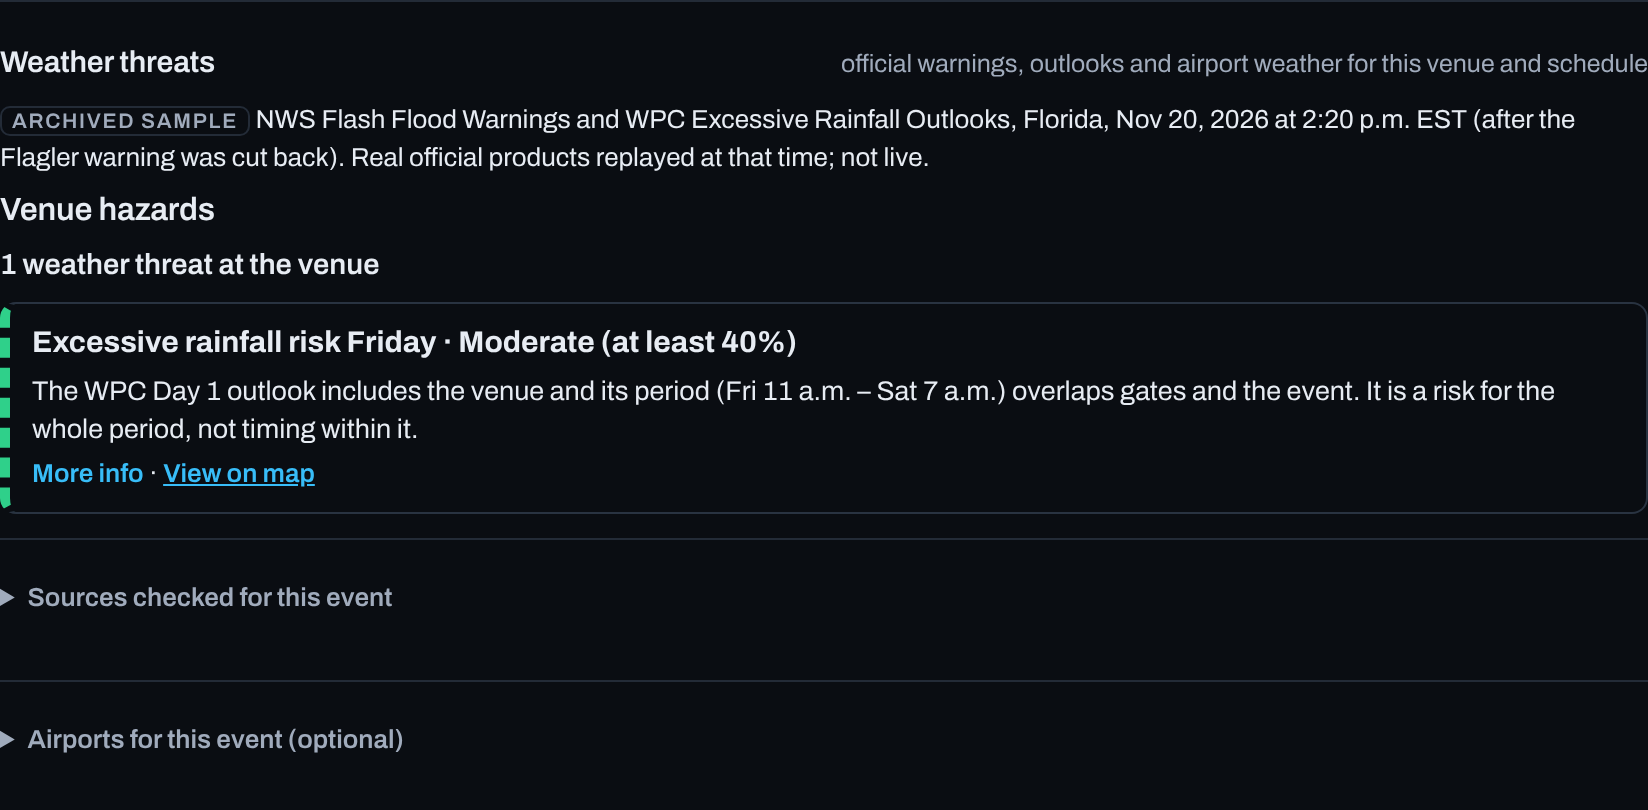 Weather threats
official warnings, outlooks and airport weather for this venue and schedule
ARCHIVED SAMPLE NWS Flash Flood Warnings and WPC Excessive Rainfall Outlooks, Florida, Nov 20, 2026 at 2:20 p.m. EST (after the
Flagler warning was cut back). Real official products replayed at that time; not live.
Venue hazards
1 weather threat at the venue
Excessive rainfall risk Friday · Moderate (at least 40%)
The WPC Day 1 outlook includes the venue and its period (Fri 11 a.m. – Sat 7 a.m.) overlaps gates and the event. It is a risk for the
whole period, not timing within it.
More info · View on map
Sources checked for this event
Airports for this event (optional)